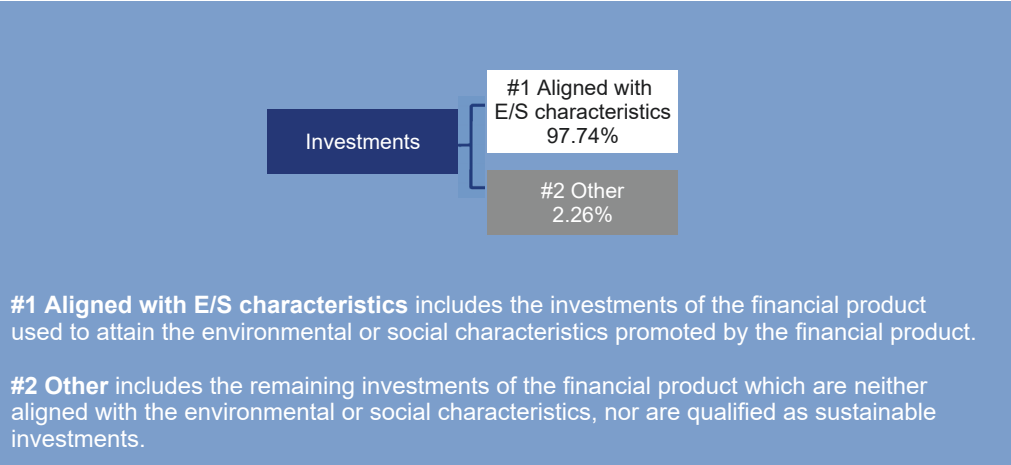 Investments
#1 Aligned with
E/S characteristics
97.74%
#2 Other
2.26%
#1 Aligned with E/S characteristics includes the investments of the financial product
used to attain the environmental or social characteristics promoted by the financial product.
#2 Other includes the remaining investments of the financial product which are neither
aligned with the environmental or social characteristics, nor are qualified as sustainable
investments.